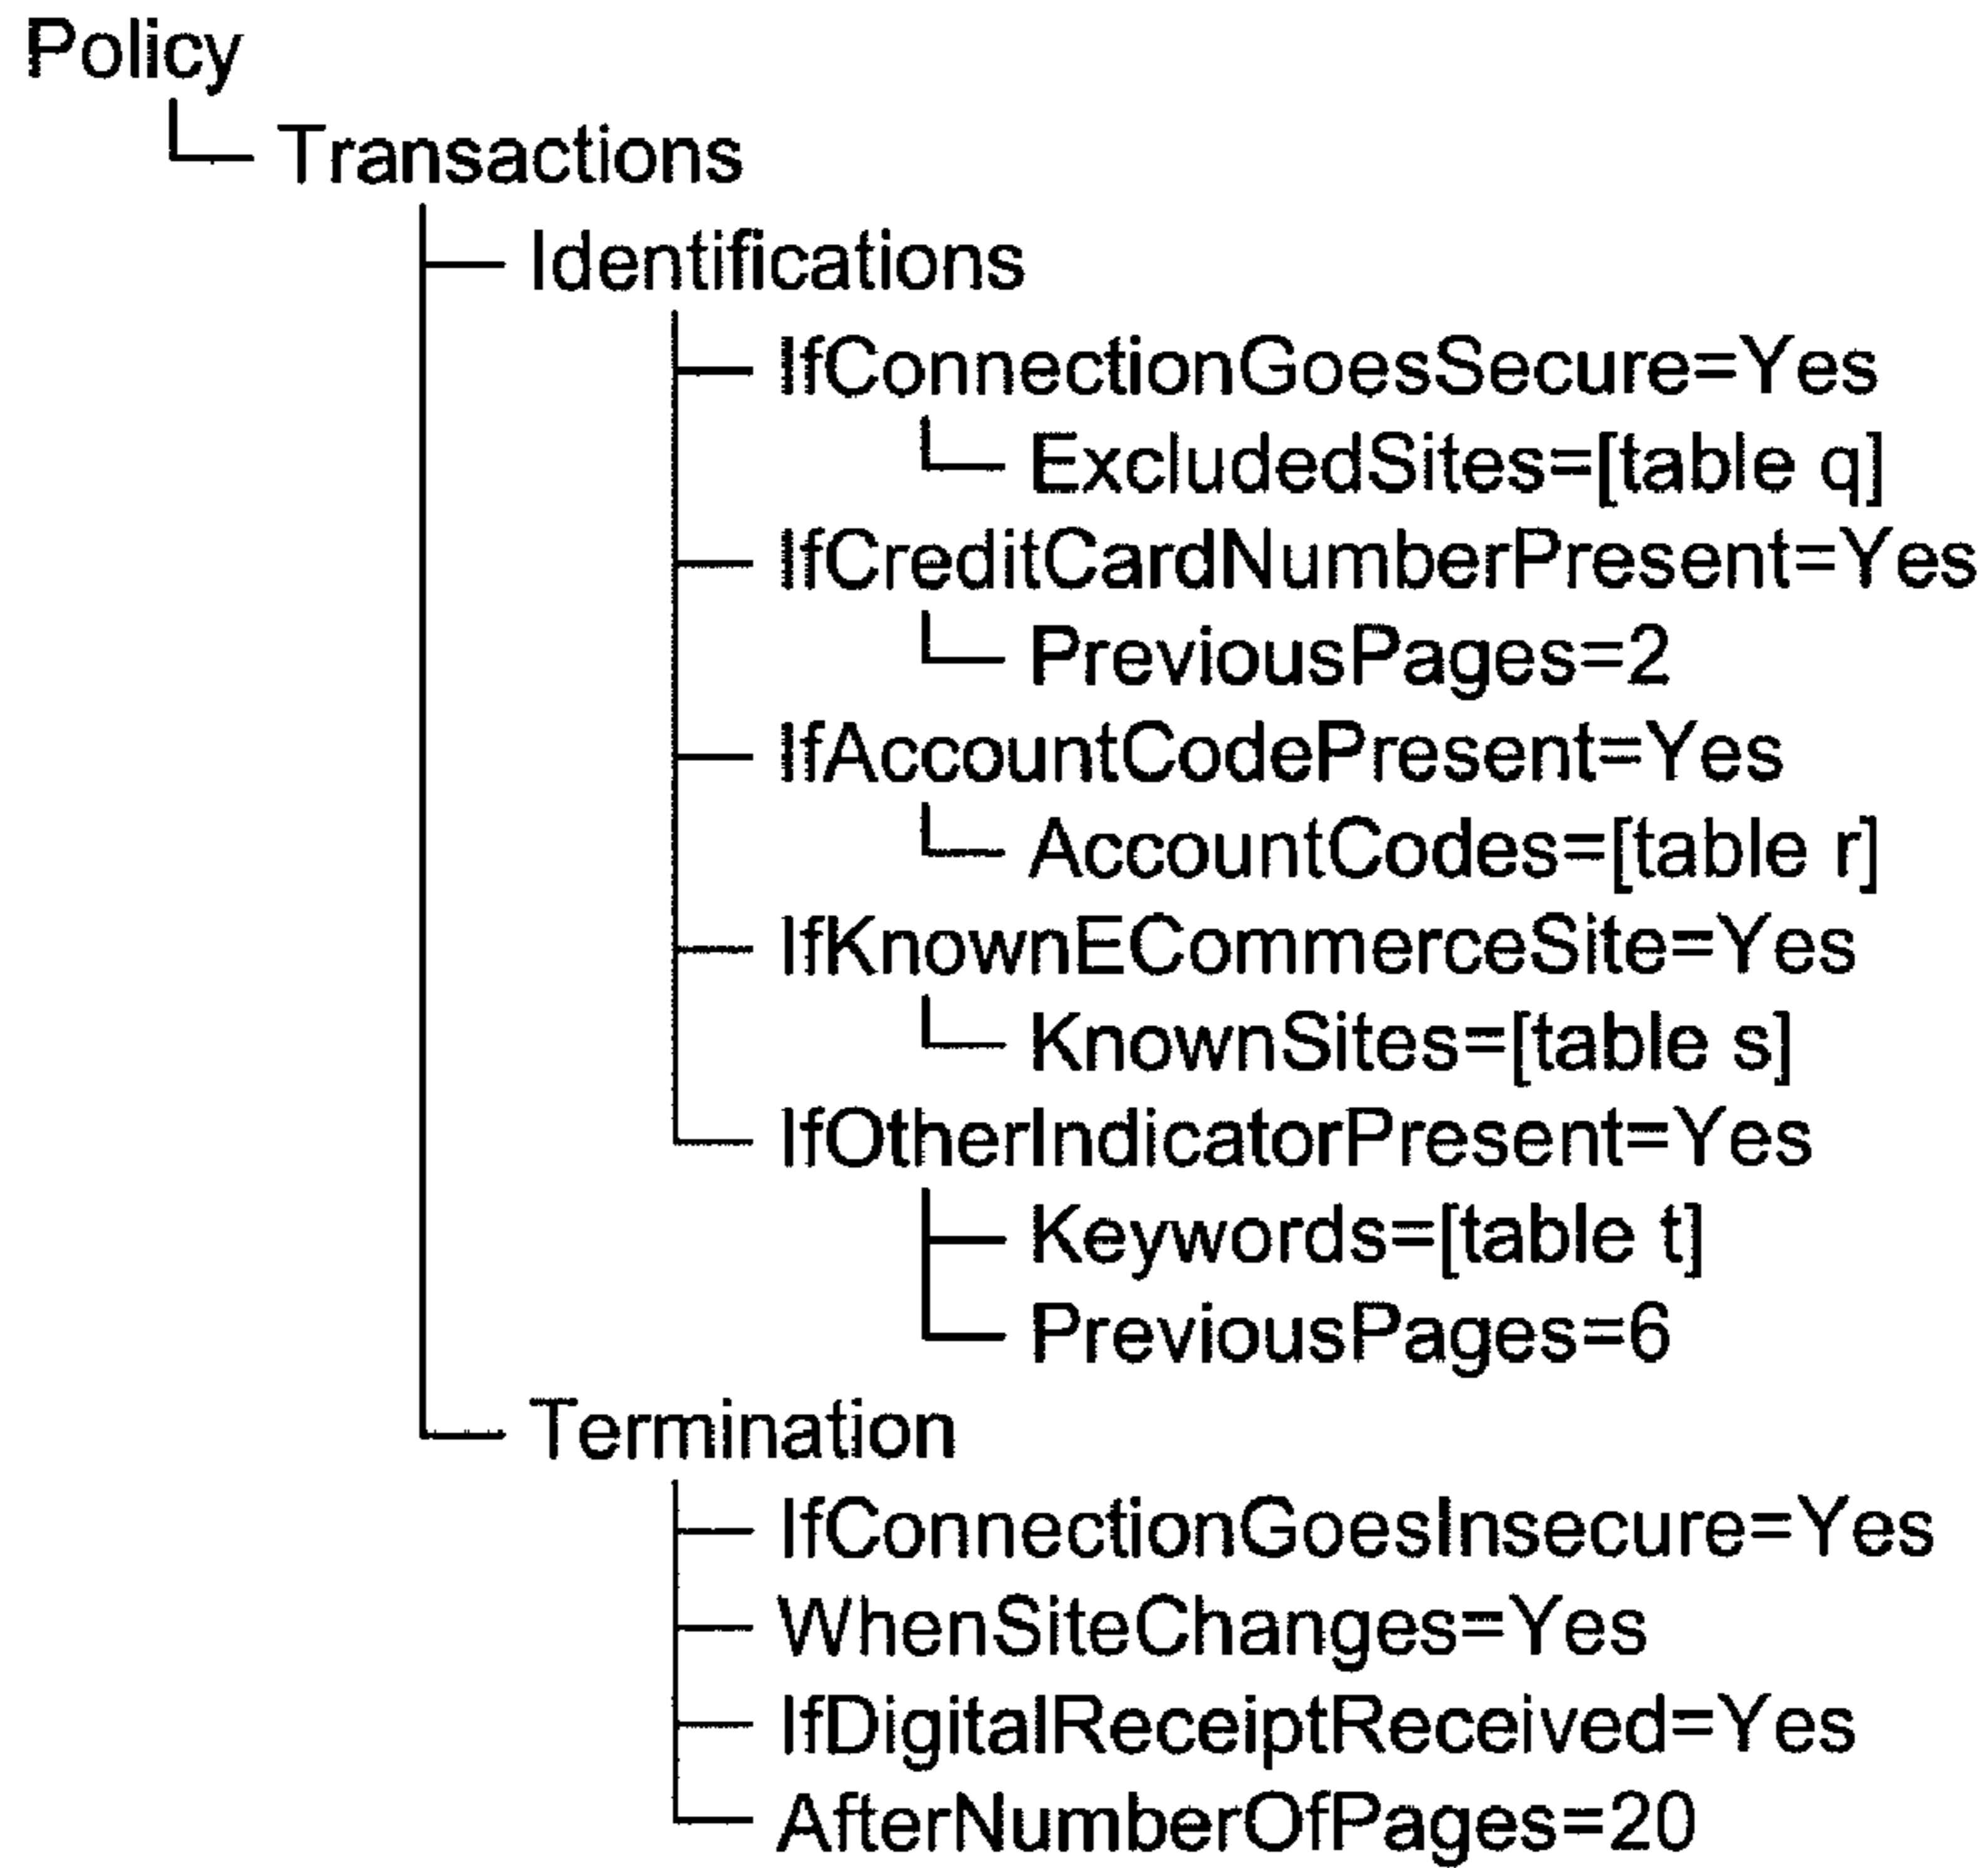 Policy
Transactions
Identifications
IfConnectionGoesSecure=Yes
ExcludedSites=[table q]
IfCreditCardNumberPresent=Yes
PreviousPages=2
IfAccountCodePresent=Yes
AccountCodes=[table r]
IfKnownECommerceSite=Yes
KnownSites=[table s]
IfOtherIndicatorPresent=Yes
Keywords=[table t]
PreviousPages=6
Termination
IfConnectionGoesInsecure=Yes
WhenSiteChanges=Yes
IfDigitalReceiptReceived=Yes
AfterNumberOfPages=20